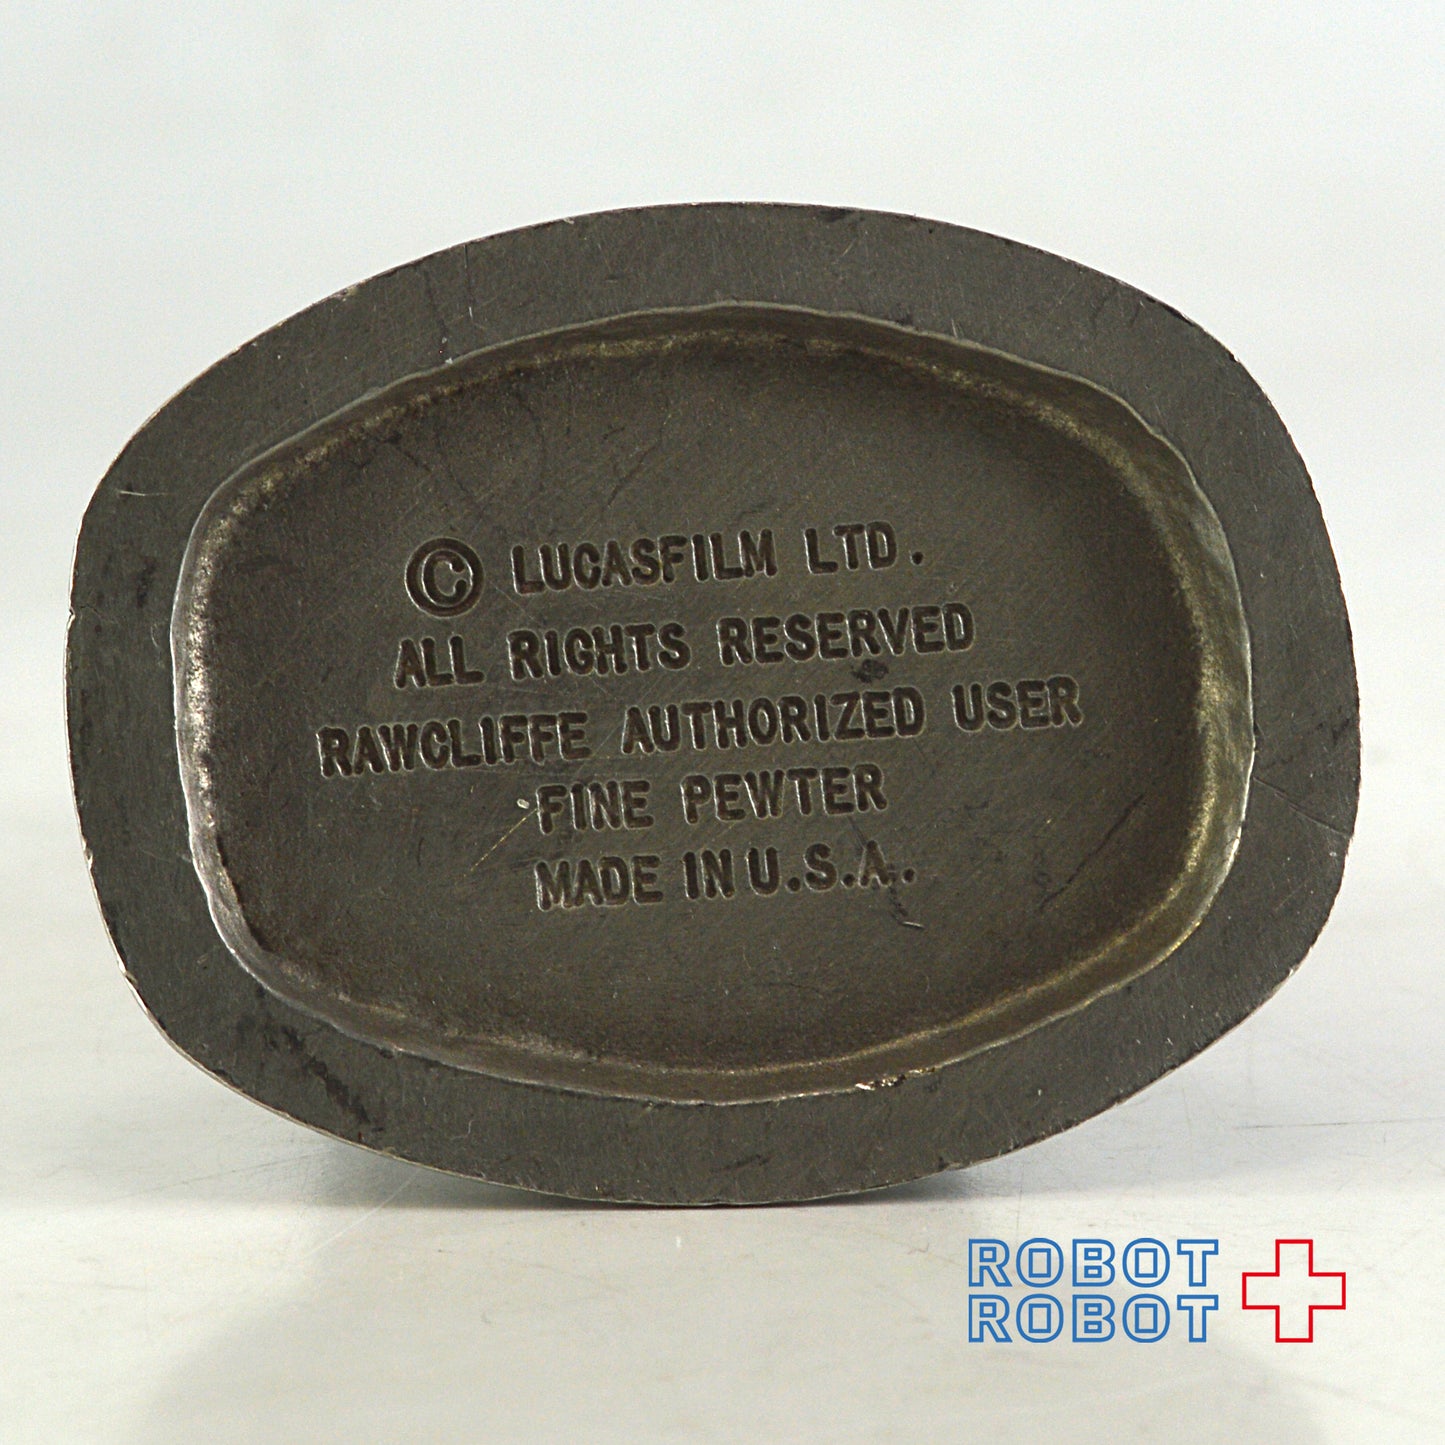 © LUCASFILM LTD.
ALL RIGHTS RESERVED
RAWCLIFFE AUTHORIZED USER
FINE PEWTER
MADE IN U.S.A.
ROBOT
ROBOT